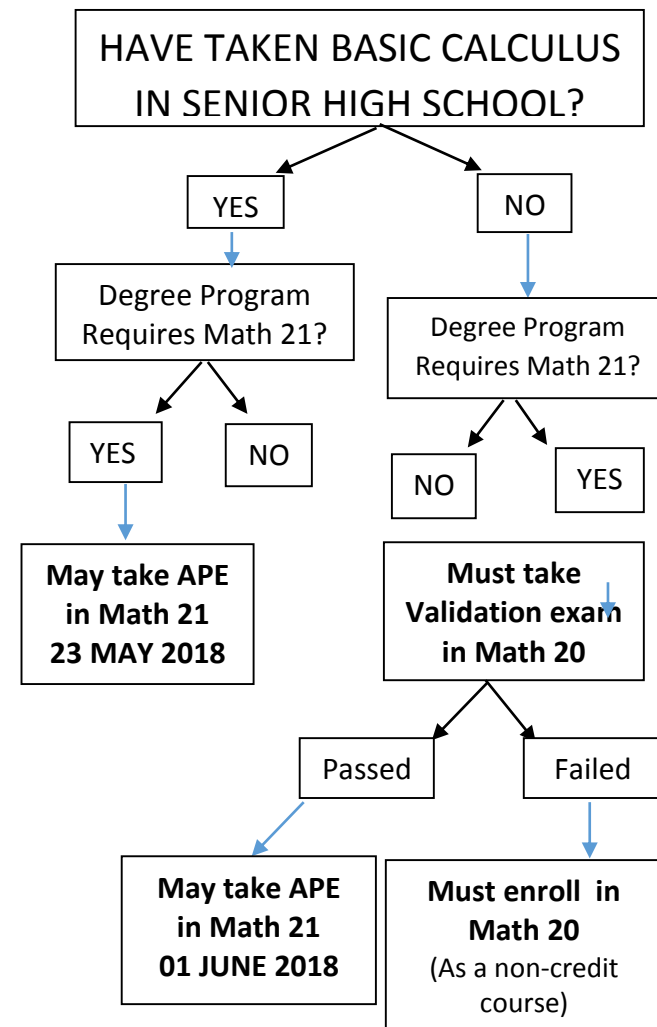 HAVE TAKEN BASIC CALCULUS
IN SENIOR HIGH SCHOOL?
YES
NO
Degree Program
Requires Math 21?
Degree Program
Requires Math 21?
YES
NO
NO
YES
May take APE
in Math 21
23 MAY 2018
Must take
Validation exam
in Math 20
Passed
Failed
May take APE
in Math 21
01 JUNE 2018
Must enroll in
Math 20
(As a non-credit
course)